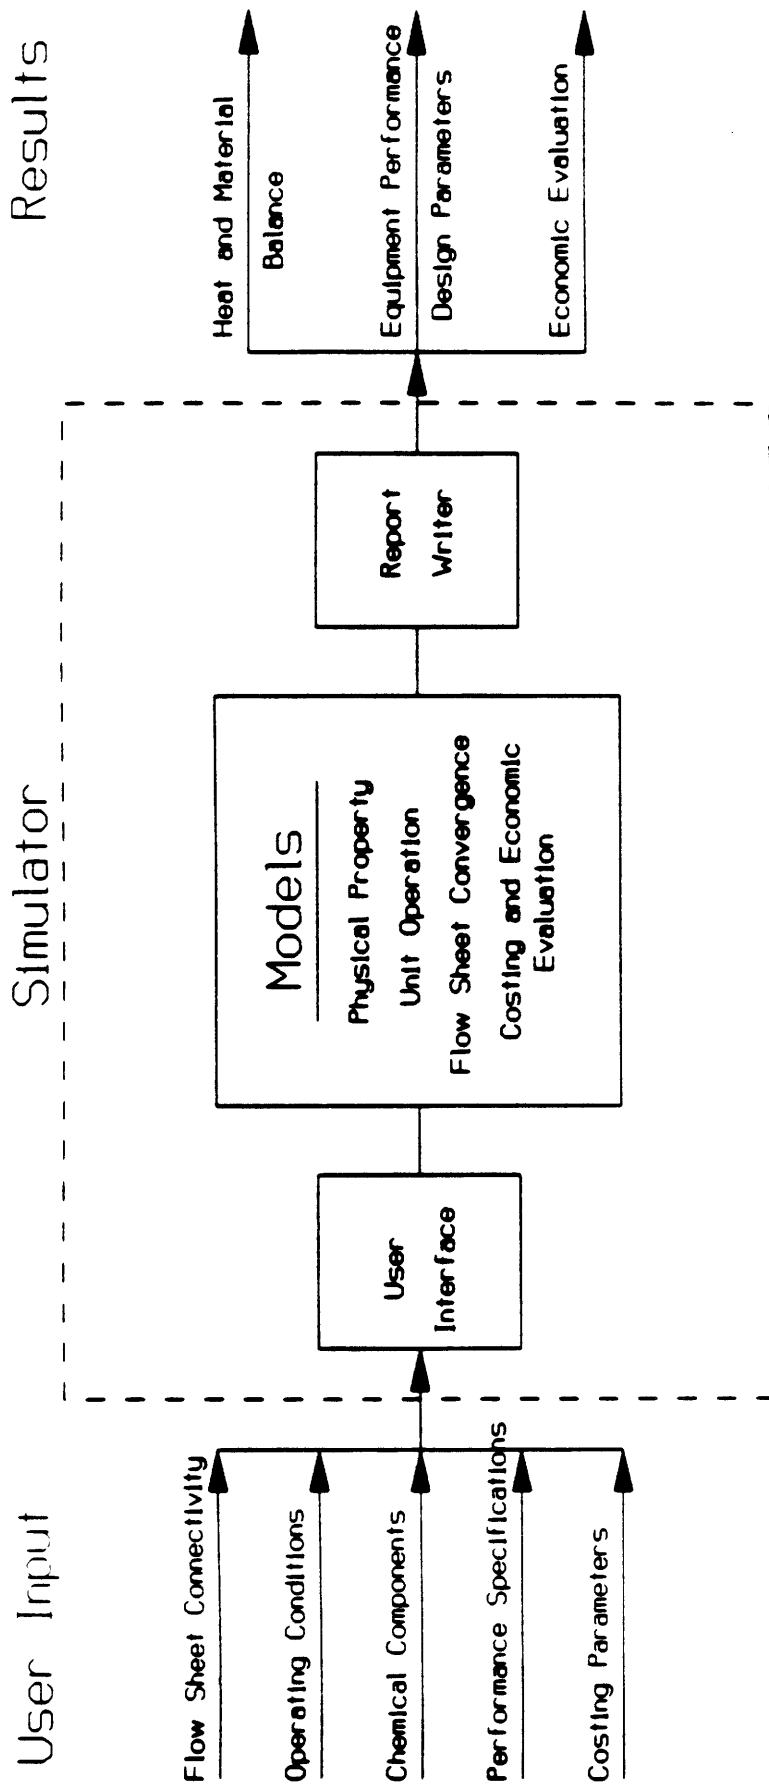 User Input
Simulator
Results
Flow Sheet Connectivity
Operating Conditions
Chemical Components
Performance Specifications
Costing Parameters
User
Interface
Models
Physical Property
Unit Operation
Flow Sheet Convergence
Costing and Economic
Evaluation
Report
Writer
Heat and Material
Balance
Equipment Performance
Design Parameters
Economic Evaluation